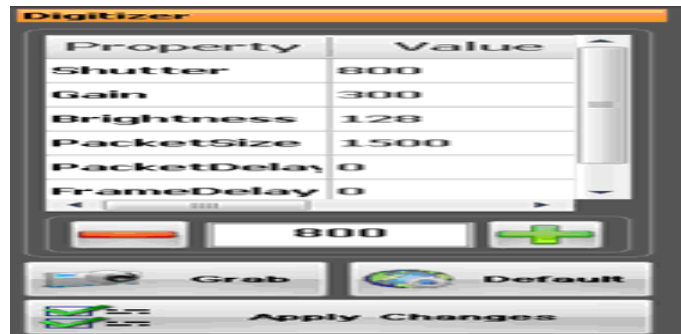 Digitizer
Property Value
Shutter 800
Gain 300
Brightness 128
PacketSize 1500
PacketDelay 0
FrameDelay 0
800
Grab Default
Apply Changes